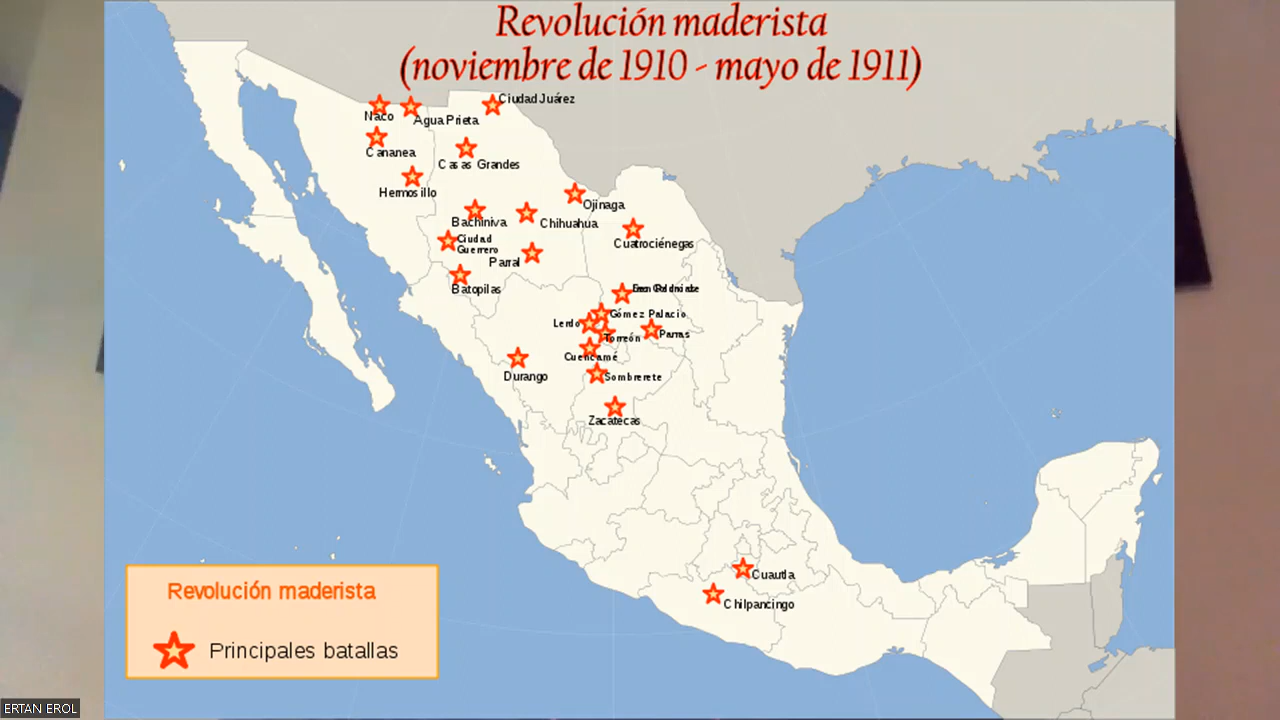 Revolución maderista
(noviembre de 1910 - mayo de 1911)
Ciudad Juárez
Naco
Agua Prieta
Cananea
Casas Grandes
Hermosillo
Ojinaga
Bachiniva
Chihuahua
Ciudad
Guerrero
Cuatrociénegas
Parral
Batopilas
Gómez Palacio
Lerdo
Torreón
Parras
Cuencamé
Durango
Sombrerete
Zacatecas
Cuautla
Chilpancingo
Revolución maderista
Principales batallas
ERTAN EROL